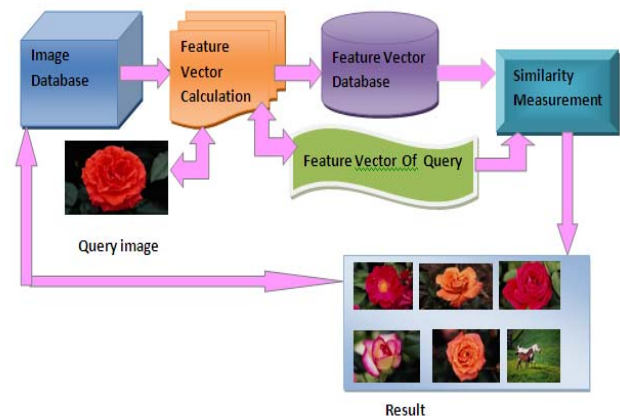 Image
Database
Feature
Vector
Calculation
Feature Vector
Database
Similarity
Measurement
Feature Vector Of Query
Query image
Result